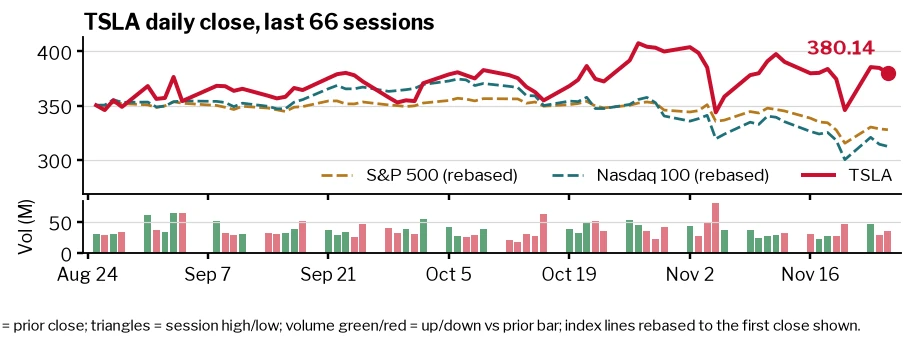 TSLA daily close, last 66 sessions
400
350
300
380.14
S&P 500 (rebased) Nasdaq 100 (rebased) TSLA
Vol (M)
50
0
Aug 24 Sep 7 Sep 21 Oct 5 Oct 19 Nov 2 Nov 16
= prior close; triangles = session high/low; volume green/red = up/down vs prior bar; index lines rebased to the first close shown.